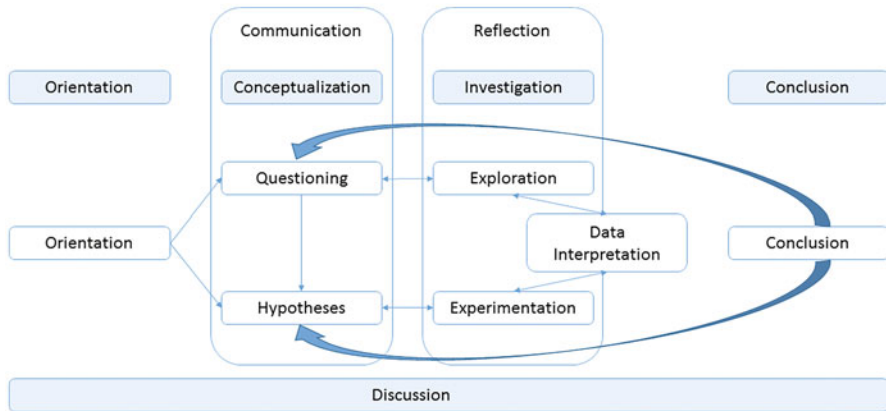 Communication
Reflection
Orientation
Conceptualization
Investigation
Conclusion
Questioning
Exploration
Orientation
Data
Interpretation
Conclusion
Hypotheses
Experimentation
Discussion